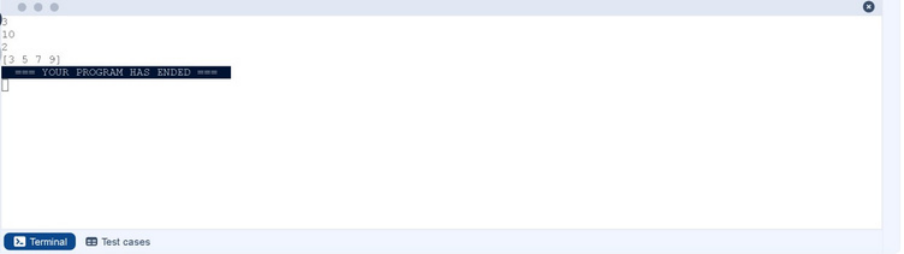 3
10
2
[3 5 7 9]
=== YOUR PROGRAM HAS ENDED ===
Terminal
Test cases